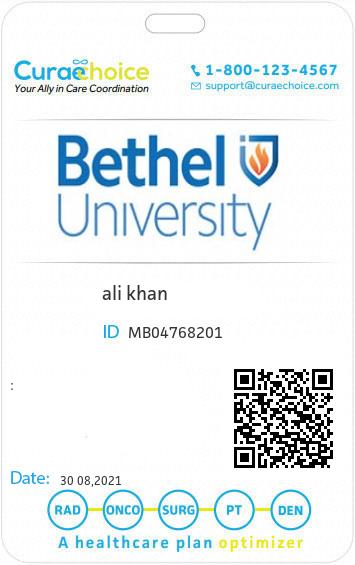 Curaechoice
Your Ally in Care Coordination
1-800-123-4567
support@curaechoice.com
Bethel
University
ali khan
ID MB04768201
:
Date: 30 08,2021
RAD ONCO SURG PT DEN
A healthcare plan optimizer